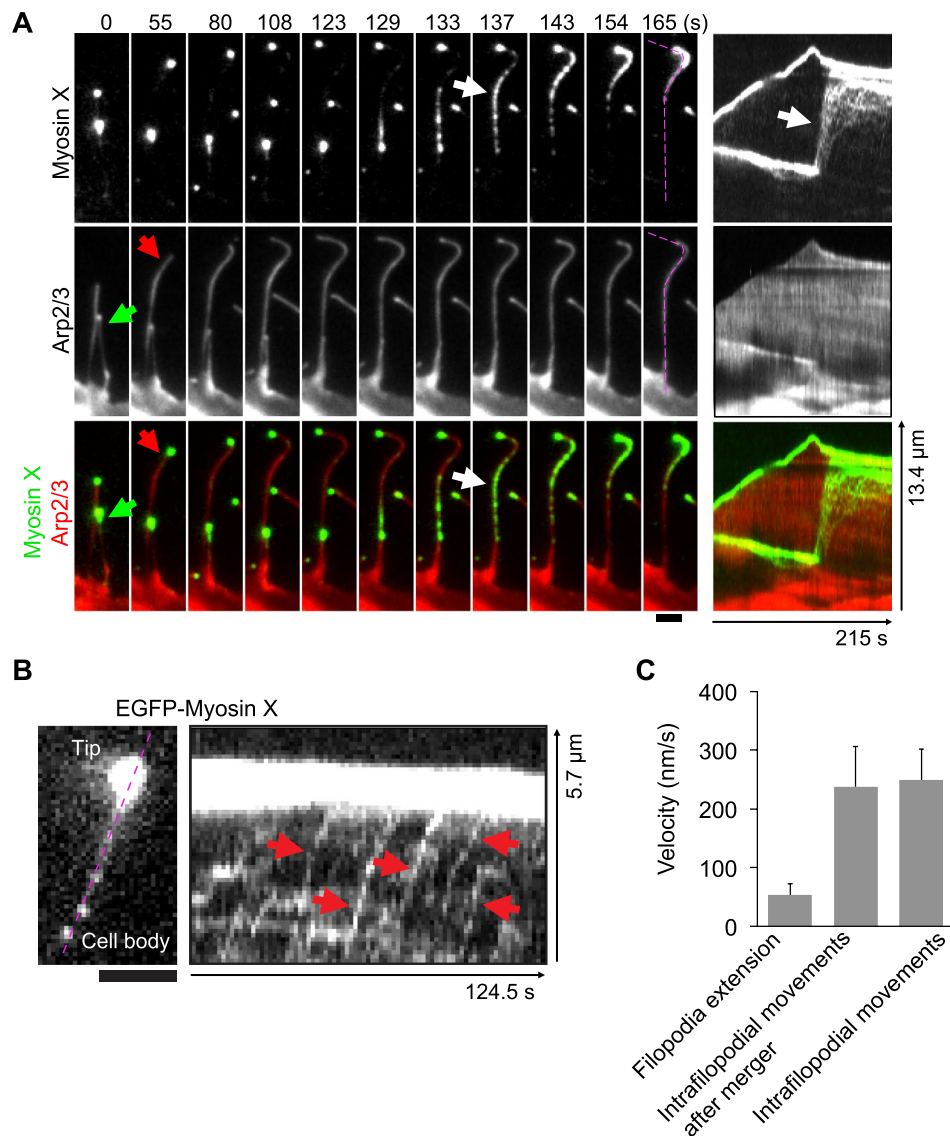 A
0 55 80 108 123 129 133 137 143 154 165 (s)
Myosin X
Arp2/3
Myosin X
Arp2/3
13.4 µm
215 s
B
EGFP-Myosin X
Tip
Cell body
5.7 µm
124.5 s
C
Velocity (nm/s)
400
300
200
100
0
Filopodia extension
Intrafilopodial movements
after merger
Intrafilopodial movements